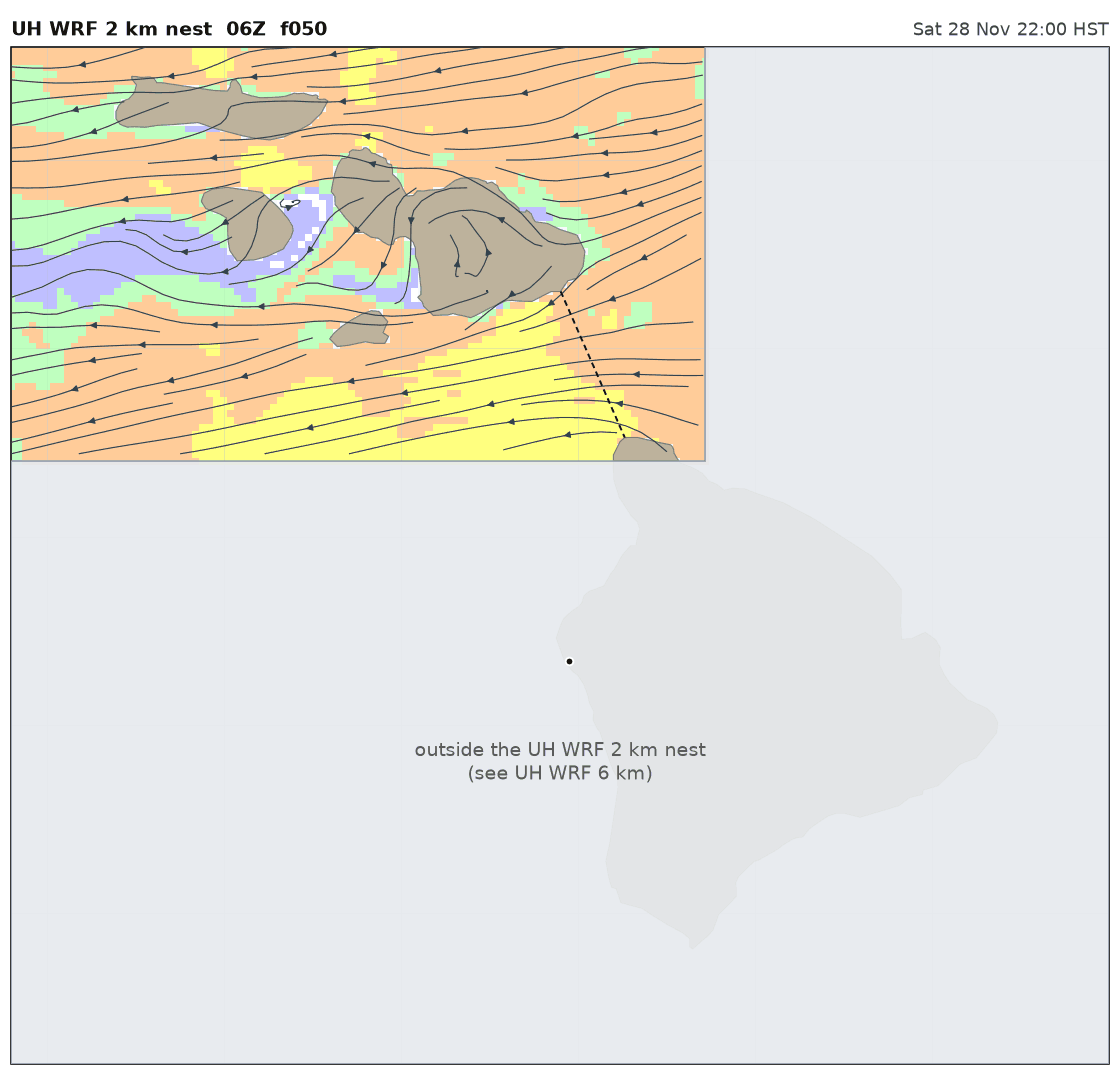 UH WRF 2 km nest  06Z  f050
Sat 28 Nov 22:00 HST
outside the UH WRF 2 km nest
(see UH WRF 6 km)